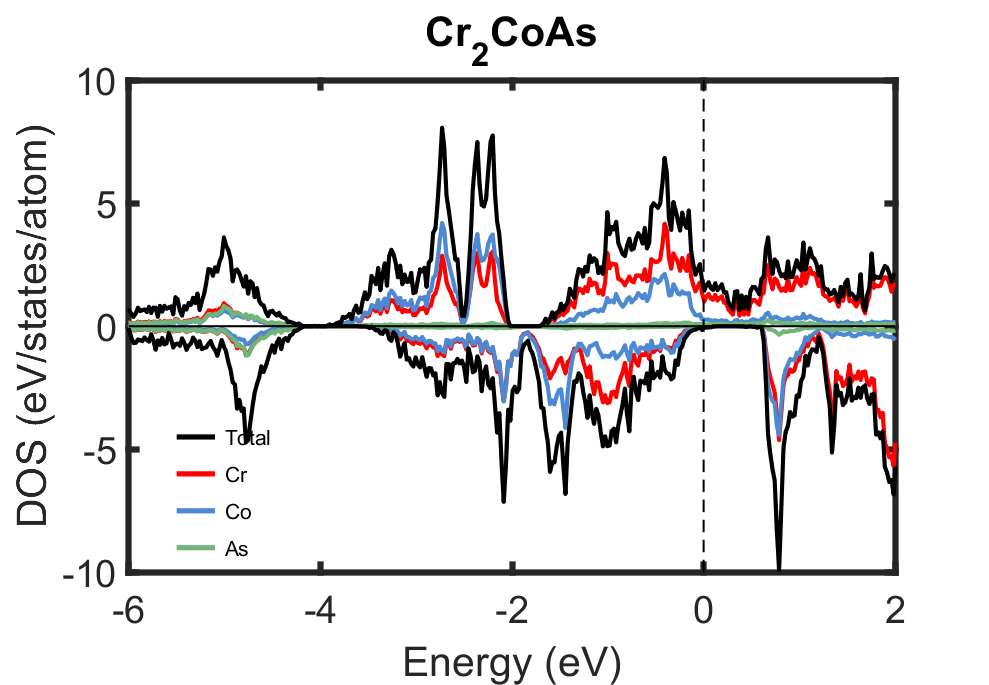 Cr₂CoAs
DOS (eV/states/atom)
10
5
0
-5
-10
Total
Cr
Co
As
-6 -4 -2 0 2
Energy (eV)